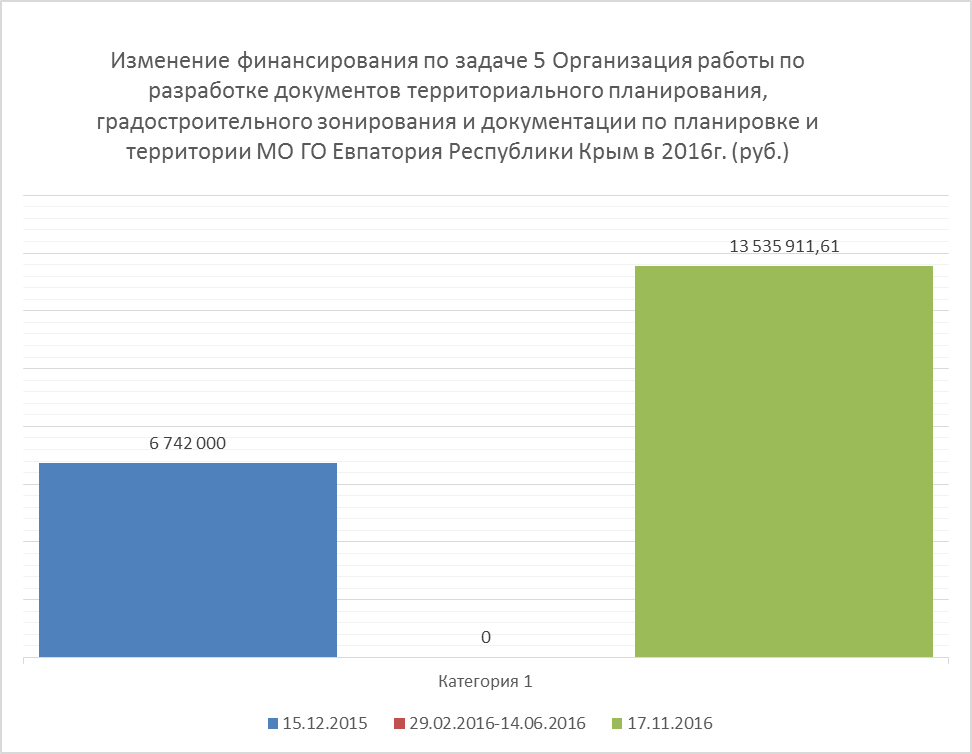 Изменение финансирования по задаче 5 Организация работы по
разработке документов территориального планирования,
градостроительного зонирования и документации по планировке и
территории МО ГО Евпатория Республики Крым в 2016г. (руб.)
13 535 911,61
6 742 000
0
Категория 1
15.12.2015 29.02.2016-14.06.2016 17.11.2016